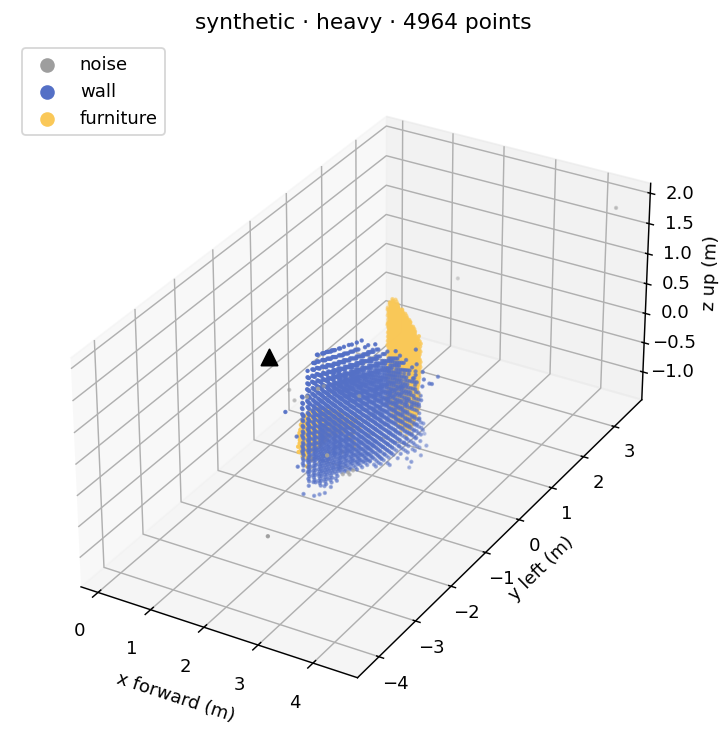 synthetic · heavy · 4964 points
noise
wall
furniture
2.0
1.5
1.0
0.5
0.0
−0.5
−1.0
z up (m)
3
2
1
0
−1
−2
−3
−4
y left (m)
0
1
2
3
4
x forward (m)